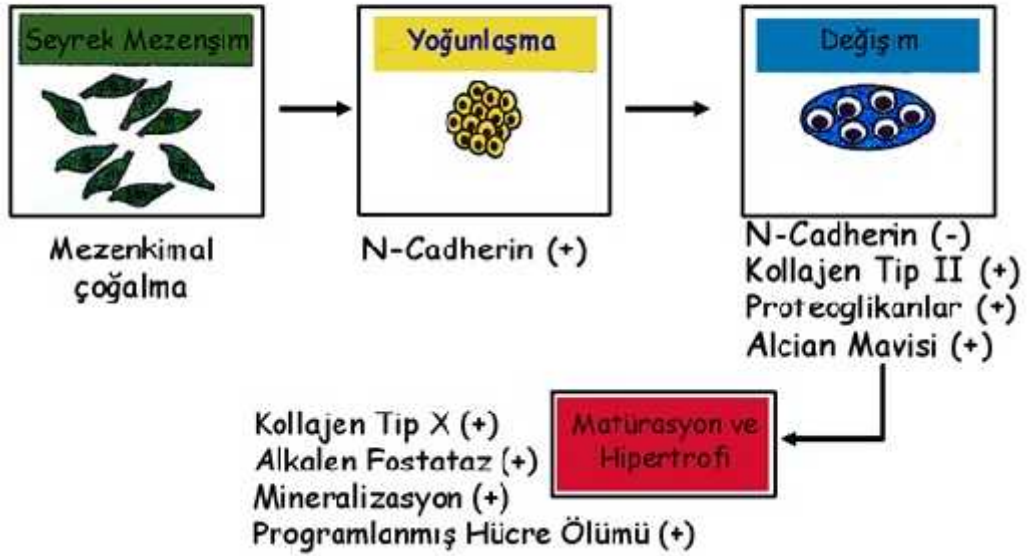 Seyrek Mezenşim
Yoğunlaşma
Değiş m
Mezenkimal
çoğalma
N-Cadherin (+)
N-Cadherin (-)
Kollajen Tip II (+)
Proteoglikanlar (+)
Alcian Mavisi (+)
Kollajen Tip X (+)
Alkalen Fostataz (+)
Mineralizasyon (+)
Programlanmış Hücre Ölümü (+)
Matürasyon ve
Hipertrofi